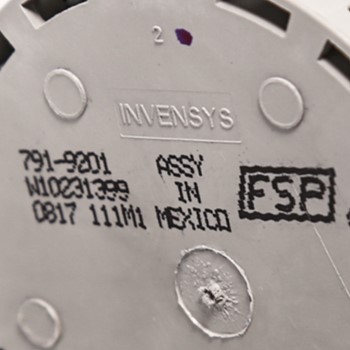 2
INVENSYS
791-9201 ASSY
W10231399 IN FSP
0817 111M1 MEXICO